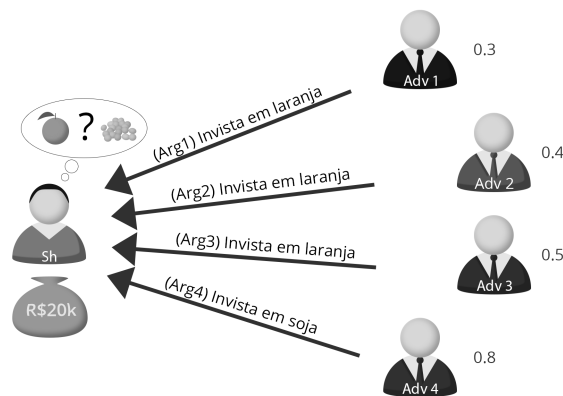 Adv 1
0.3
(Arg1) Invista em laranja
?
Adv 2
0.4
(Arg2) Invista em laranja
Sh
(Arg3) Invista em laranja
Adv 3
0.5
R$20k
(Arg4) Invista em soja
Adv 4
0.8